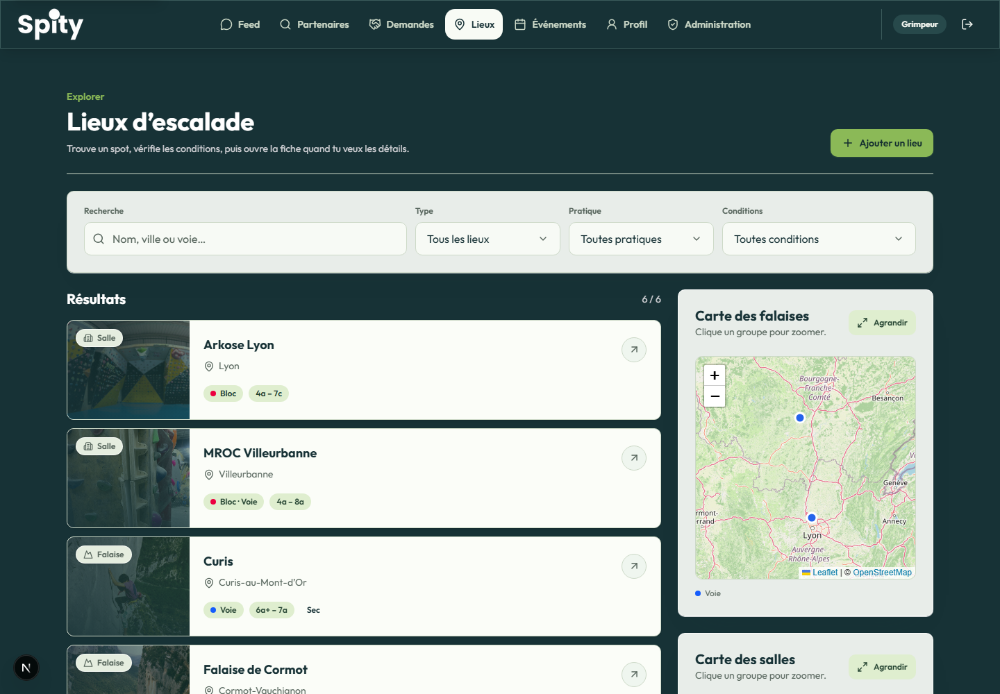 Spity
Feed
Partenaires
Demandes
Lieux
Événements
Profil
Administration
Grimpeur
Explorer
Lieux d’escalade
Trouve un spot, vérifie les conditions, puis ouvre la fiche quand tu veux les détails.
Ajouter un lieu
Recherche
Type
Pratique
Conditions
Nom, ville ou voie…
Tous les lieux
Toutes pratiques
Toutes conditions
Résultats
6 / 6
Salle
Arkose Lyon
Lyon
Bloc
4a – 7c
Salle
MROC Villeurbanne
Villeurbanne
Bloc · Voie
4a – 8a
Falaise
Curis
Curis-au-Mont-d’Or
Voie
6a+ – 7a
Sec
Falaise
Falaise de Cormot
Cormot-Vauchignon
Carte des falaises
Clique un groupe pour zoomer.
Agrandir
+
−
Bourgogne-
Franche-
Comté
Besançon
Genève
rmont-
rrand
Annecy
Lyon
Auvergne-
Rhône-Alpes
Leaflet | © OpenStreetMap
Voie
Carte des salles
Clique un groupe pour zoomer.
Agrandir
N